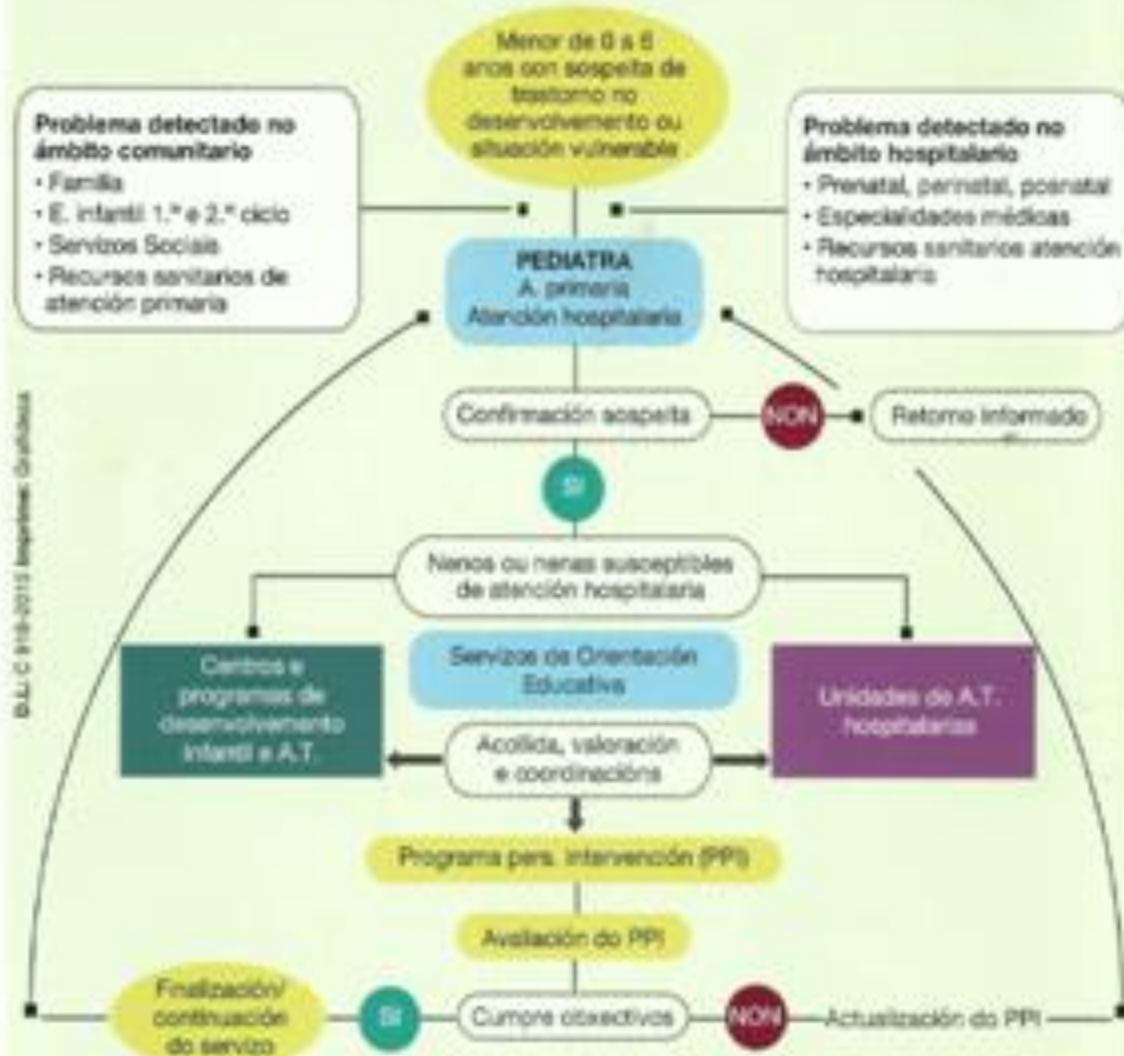 Menor de 0 a 6
anos con sospeita de
trastorno no
desenvolvemento ou
situación vulnerable
Problema detectado no
ámbito comunitario
• Familia
• E. infantil 1.º e 2.º ciclo
• Servizos Sociais
• Recursos sanitarios de
atención primaria
Problema detectado no
ámbito hospitalario
• Prenatal, perinatal, posnatal
• Especialidades médicas
• Recursos sanitarios atención
hospitalaria
PEDIATRA
A. primaria
Atención hospitalaria
Confirmación sospeita
NON
Retorno informado
SI
Nenos ou nenas susceptibles
de atención hospitalaria
Centros e
programas de
desenvolvemento
infantil e A.T.
Servizos de Orientación
Educativa
Unidades de A.T.
hospitalarias
Acollida, valoración
e coordinacións
Programa pers. intervención (PPI)
Avaliación do PPI
Finalización/
continuación
do servizo
SI
Cumpre obxectivos
NON
Actualización do PPI
Imprime: